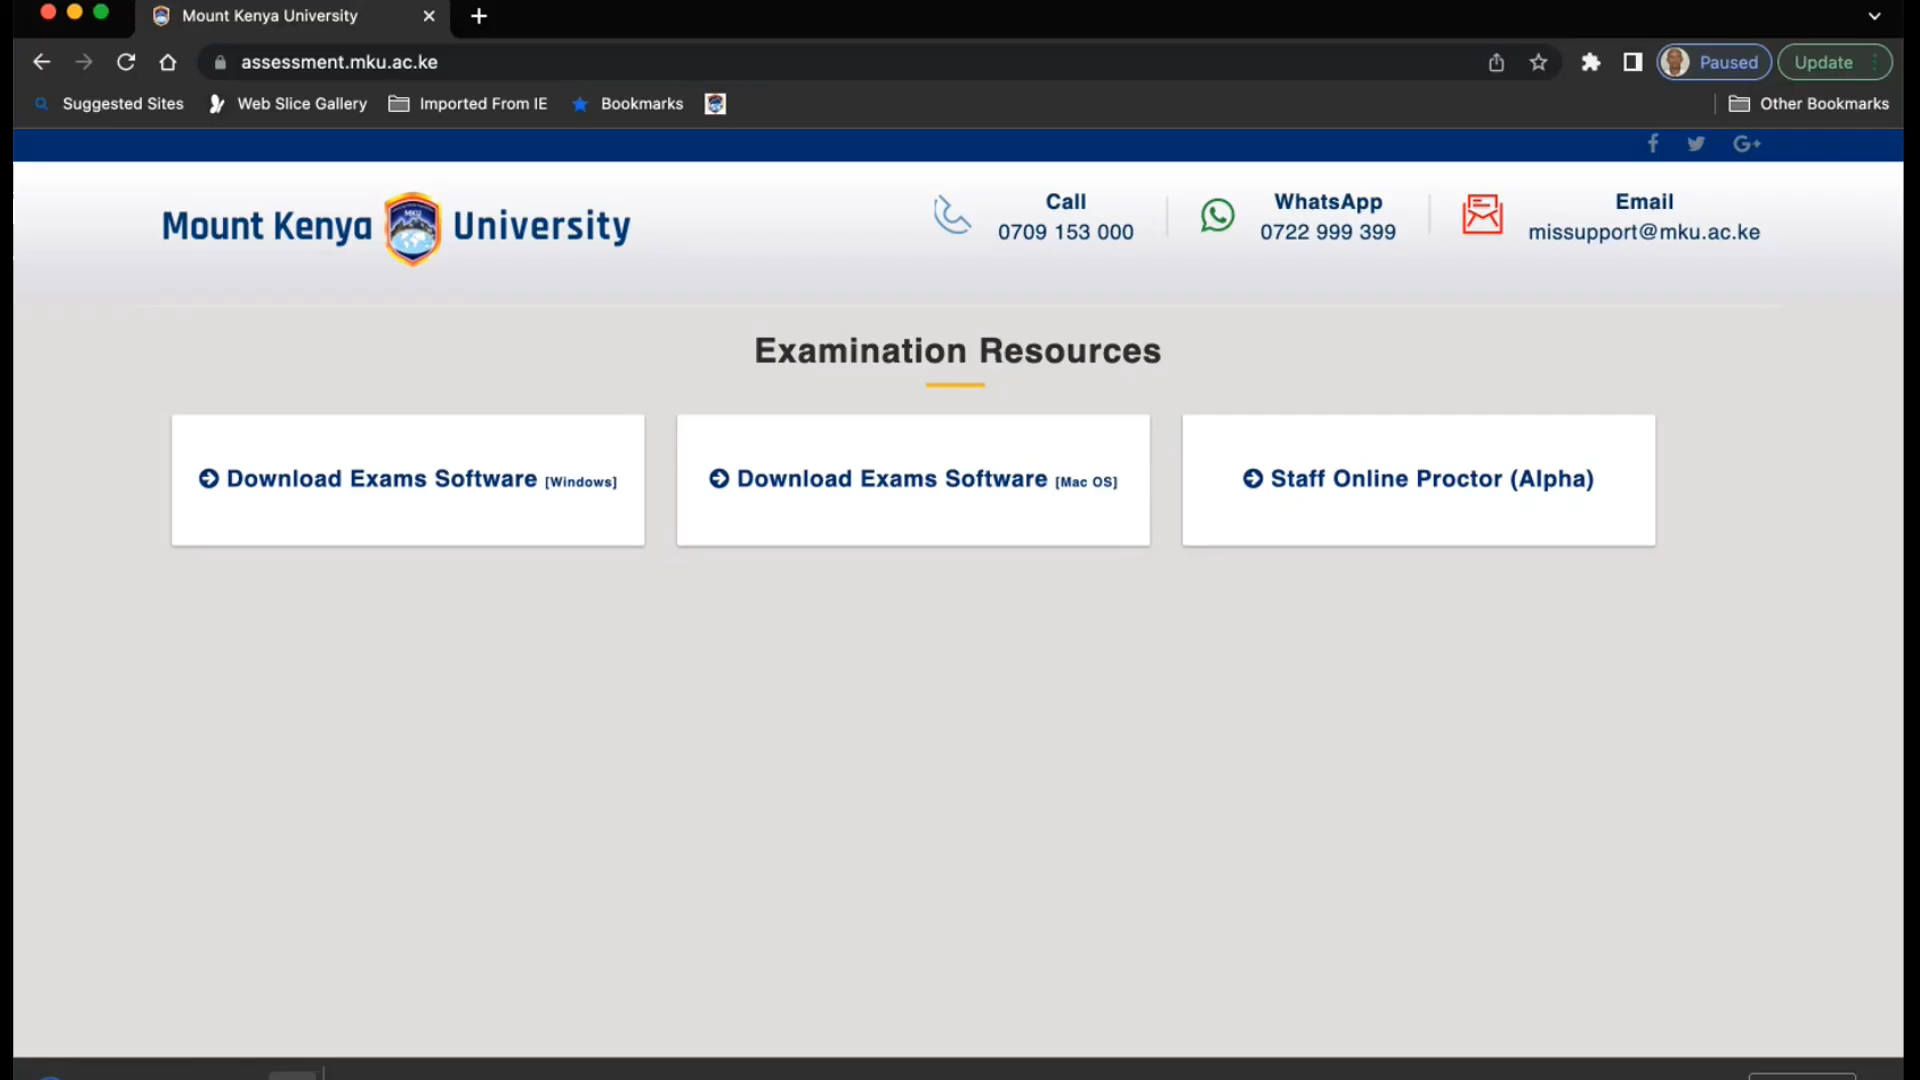 Mount Kenya University
assessment.mku.ac.ke
Paused
Update
Suggested Sites
Web Slice Gallery
Imported From IE
Bookmarks
Other Bookmarks
Mount Kenya
MKU
University
Call
0709 153 000
WhatsApp
0722 999 399
Email
missupport@mku.ac.ke
Examination Resources
Download Exams Software [Windows]
Download Exams Software [Mac OS]
Staff Online Proctor (Alpha)